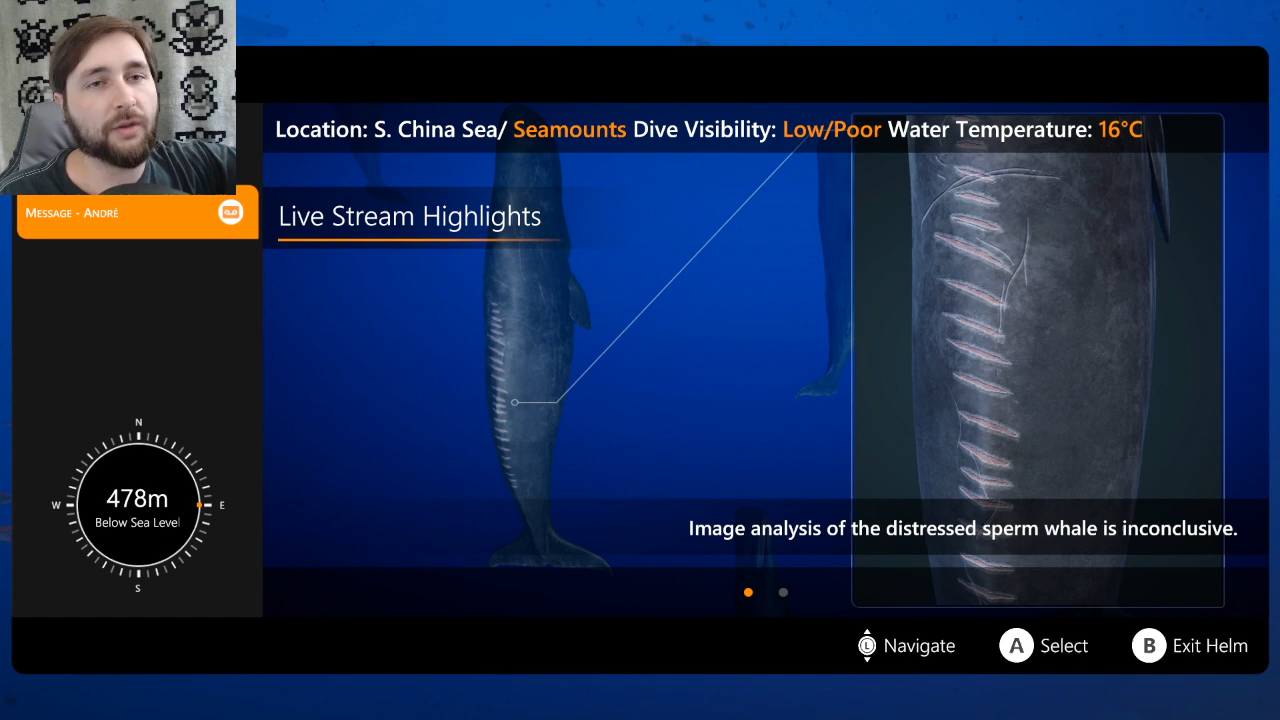 Location: S. China Sea/ Seamounts Dive Visibility: Low/Poor Water Temperature: 16°C
Message - André
Live Stream Highlights
N
W
E
S
478m
Below Sea Level
Image analysis of the distressed sperm whale is inconclusive.
L Navigate
A Select
B Exit Helm